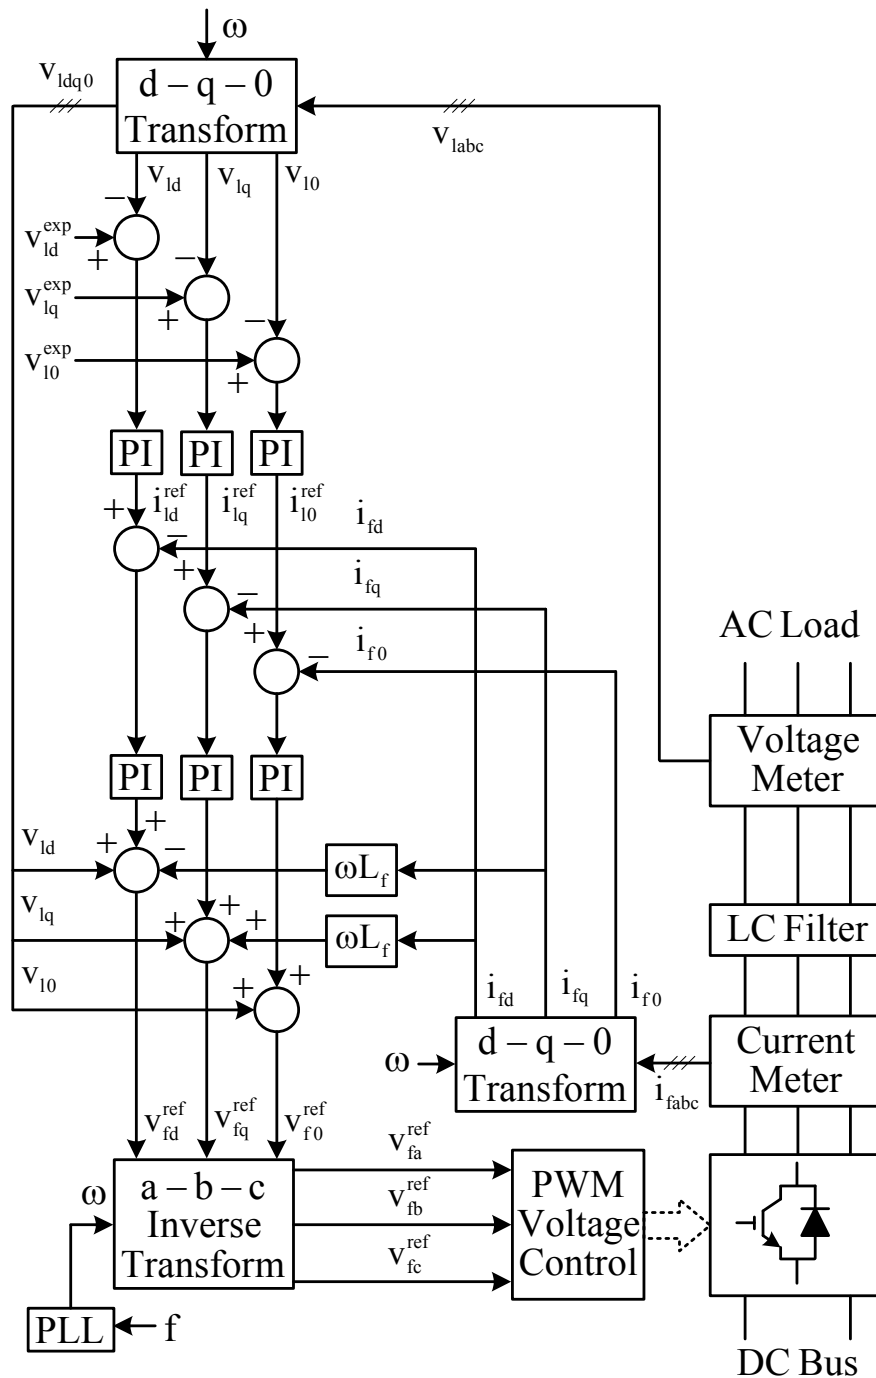 ω
v_ldq0
d – q – 0
Transform
v_labc
v_ld
v_lq
v_l0
−
v_ld^exp
+
−
v_lq^exp
+
−
v_l0^exp
+
PI
PI
PI
i_ld^ref
i_lq^ref
i_l0^ref
+
−
i_fd
+
−
i_fq
+
−
i_f0
AC Load
Voltage
Meter
PI
PI
PI
v_ld
+
+
−
ωL_f
v_lq
+
+
+
ωL_f
LC Filter
v_l0
+
+
i_fd
i_fq
i_f0
ω
d – q – 0
Transform
i_fabc
Current
Meter
v_fd^ref
v_fq^ref
v_f0^ref
ω
a – b – c
Inverse
Transform
v_fa^ref
v_fb^ref
v_fc^ref
PWM
Voltage
Control
PLL
f
DC Bus